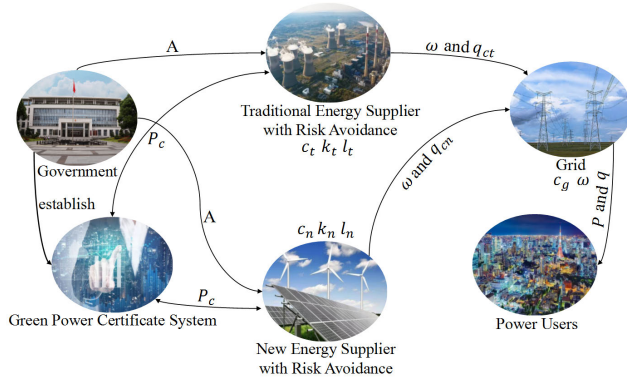 A
ω and q_ct
Traditional Energy Supplier
with Risk Avoidance
c_t k_t l_t
P_c
Government
establish
A
ω and q_cn
Grid
c_g ω
P and q
c_n k_n l_n
P_c
Green Power Certificate System
New Energy Supplier
with Risk Avoidance
Power Users